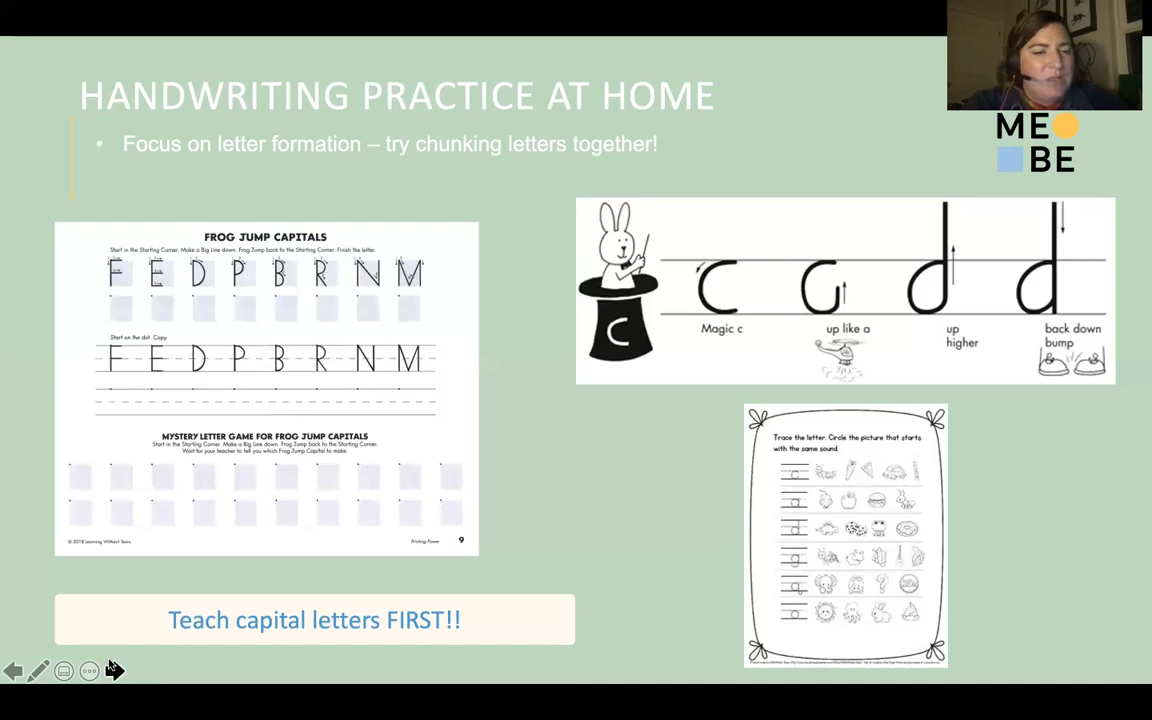 HANDWRITING PRACTICE AT HOME
• Focus on letter formation – try chunking letters together!
ME
BE
FROG JUMP CAPITALS
Start in the Starting Corner. Make a Big Line down. Frog Jump back to the Starting Corner. Finish the letter.
F E D P B R N M
Start on the dot. Copy.
F E D P B R N M
MYSTERY LETTER GAME FOR FROG JUMP CAPITALS
Start in the Starting Corner. Make a Big Line down. Frog Jump back to the Starting Corner.
Wait for your teacher to tell you which Frog Jump Capital to make.
© 2018 Learning Without Tears
Printing Power 9
c
c a d d
Magic c up like a up back down
higher bump
Trace the letter. Circle the picture that starts
with the same sound.
c
a
d
g
q
o
Teach capital letters FIRST!!